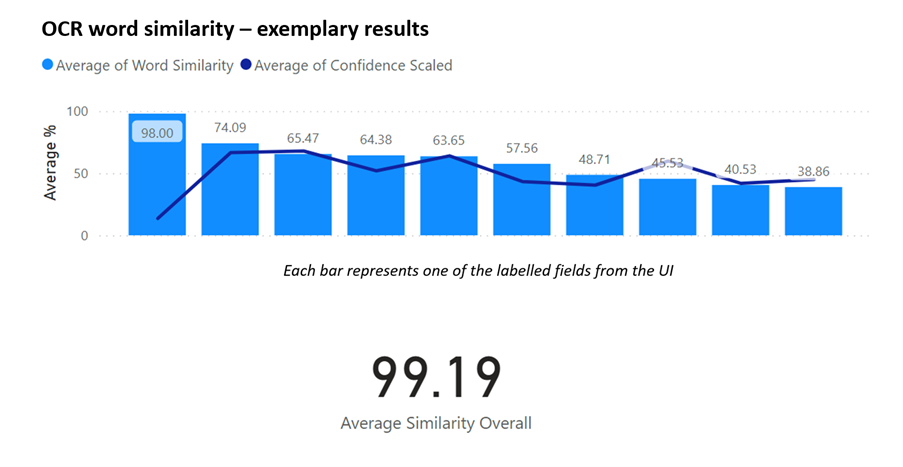 OCR word similarity – exemplary results
Average of Word Similarity Average of Confidence Scaled
Average %
100
50
0
98.00 74.09 65.47 64.38 63.65 57.56 48.71 45.53 40.53 38.86
Each bar represents one of the labelled fields from the UI
99.19
Average Similarity Overall